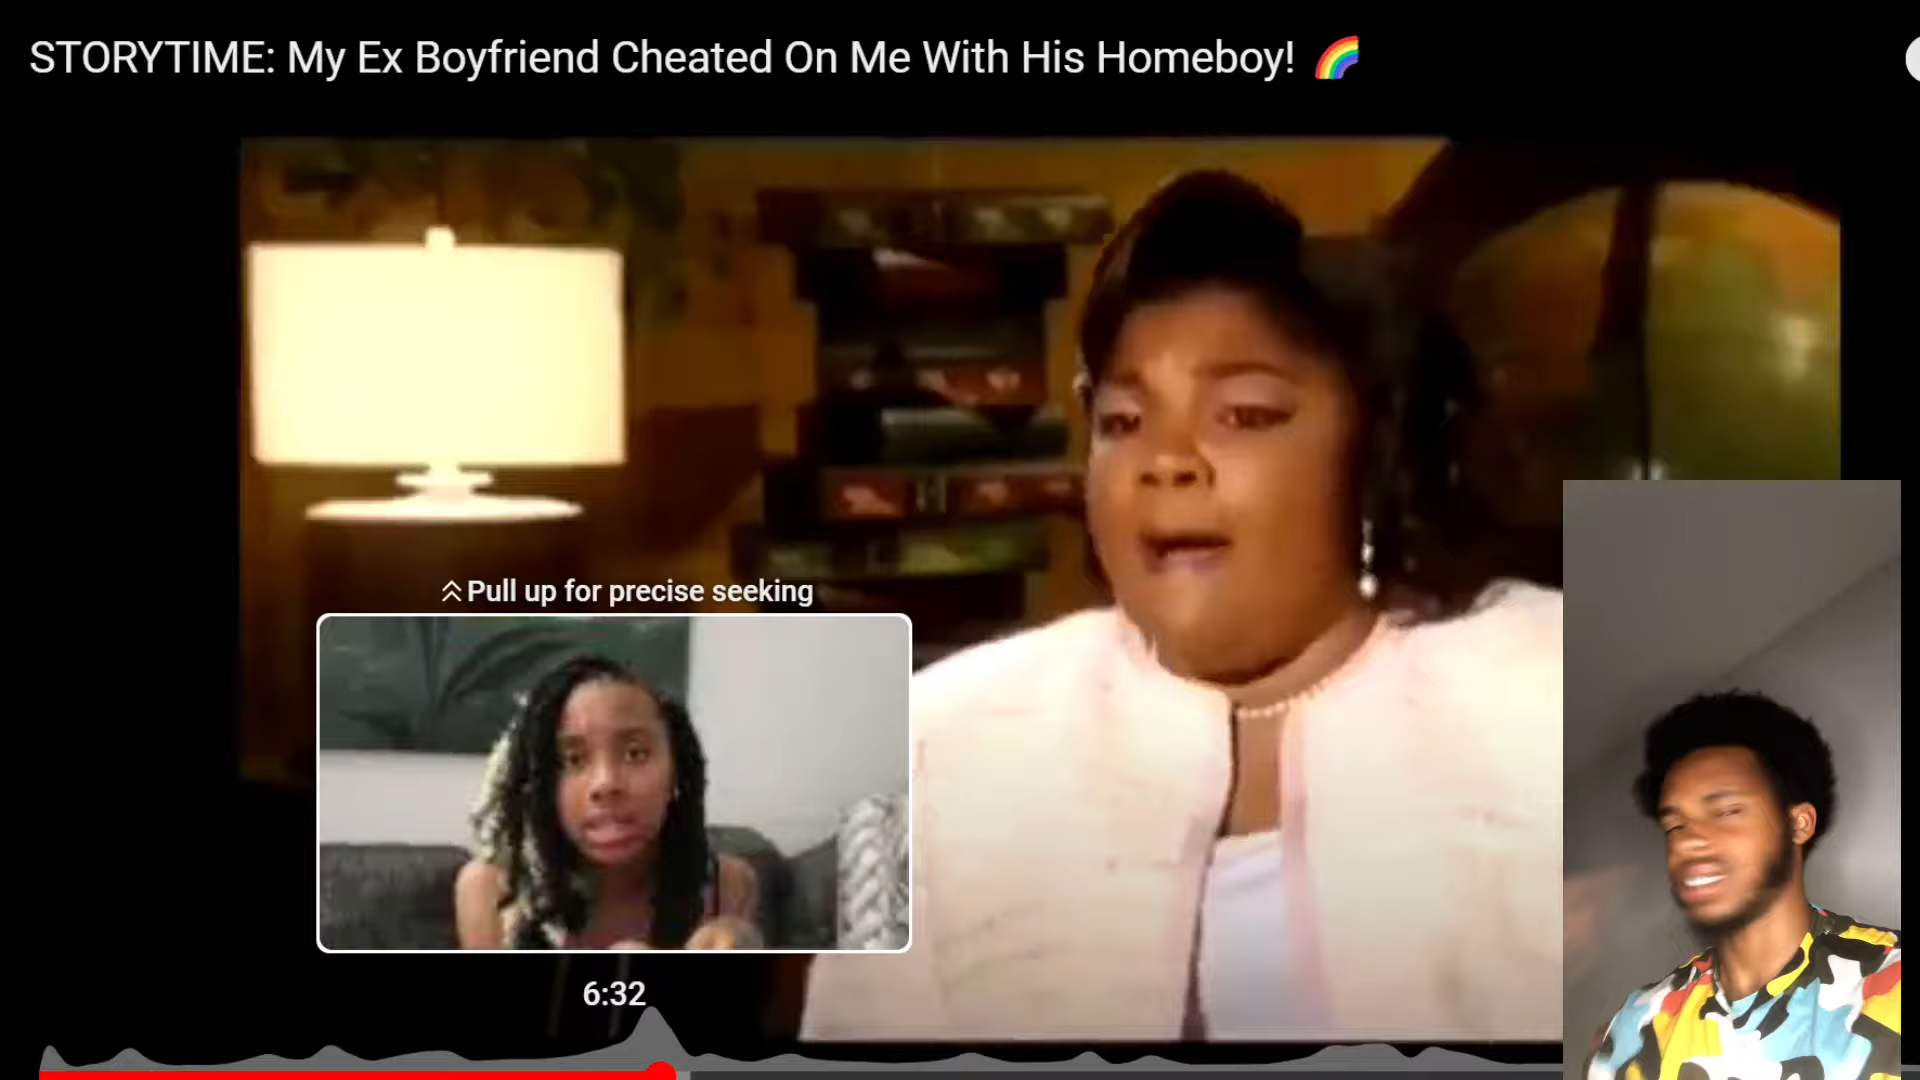 STORYTIME: My Ex Boyfriend Cheated On Me With His Homeboy! 🌈
Pull up for precise seeking
6:32